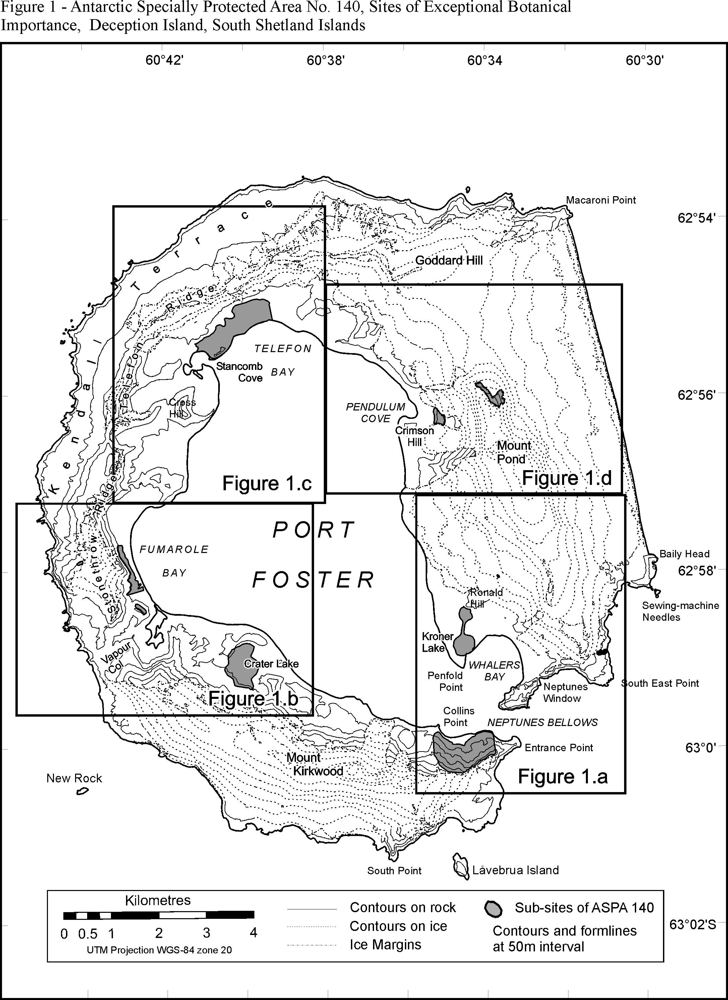 Figure 1 - Antarctic Specially Protected Area No. 140, Sites of Exceptional Botanical
Importance, Deception Island, South Shetland Islands
60°42'
60°38'
60°34
60°30'
Macaroni Point
62°54'
Kendall Terrace
Goddard Hill
Telefon Ridge
TELEFON
BAY
Stancomb
Cove
62°56'
Cross
Hill
PENDULUM
COVE
Crimson
Hill
Mount
Pond
Figure 1.c
Figure 1.d
Stonethrow Ridge
PORT
FOSTER
FUMAROLE
BAY
Baily Head
62°58'
Ronald
Hill
Sewing-machine
Needles
Kroner
Lake
Vapour
Col
Crater Lake
WHALERS
BAY
Penfold
Point
South East Point
Neptunes
Window
Figure 1.b
Collins
Point
NEPTUNES BELLOWS
Entrance Point
63°0'
Mount
Kirkwood
New Rock
Figure 1.a
South Point
Låvebrua Island
Kilometres
0 0.5 1 2 3 4
UTM Projection WGS-84 zone 20
Contours on rock
Contours on ice
Ice Margins
Sub-sites of ASPA 140
Contours and formlines
at 50m interval
63°02'S